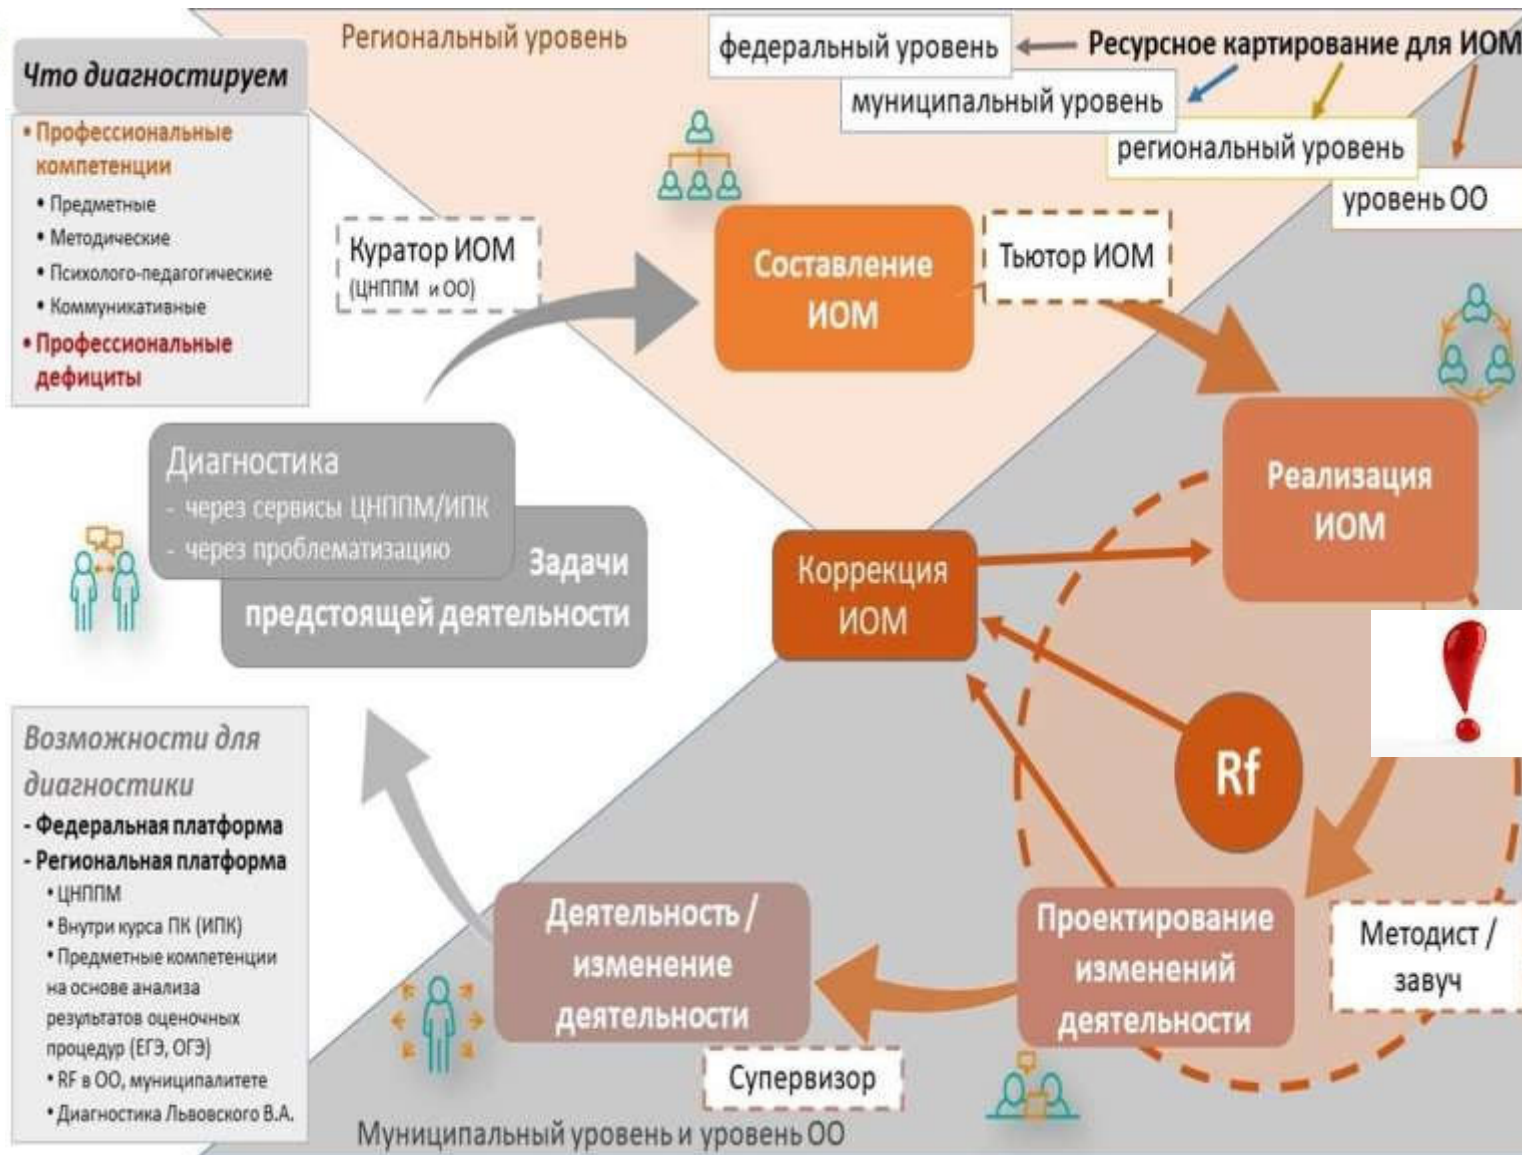 Региональный уровень
Ресурсное картирование для ИОМ
федеральный уровень
муниципальный уровень
региональный уровень
уровень ОО
Что диагностируем
• Профессиональные
компетенции
• Предметные
• Методические
• Психолого-педагогические
• Коммуникативные
• Профессиональные
дефициты
Куратор ИОМ
(ЦНППМ и ОО)
Составление
ИОМ
Тьютор ИОМ
Реализация
ИОМ
Диагностика
- через сервисы ЦНППМ/ИПК
- через проблематизацию
Задачи
предстоящей деятельности
Коррекция
ИОМ
Rf
Возможности для
диагностики
- Федеральная платформа
- Региональная платформа
• ЦНППМ
• Внутри курса ПК (ИПК)
• Предметные компетенции
на основе анализа
результатов оценочных
процедур (ЕГЭ, ОГЭ)
• RF в ОО, муниципалитете
• Диагностика Львовского В.А.
Деятельность /
изменение
деятельности
Проектирование
изменений
деятельности
Методист /
завуч
Супервизор
Муниципальный уровень и уровень ОО